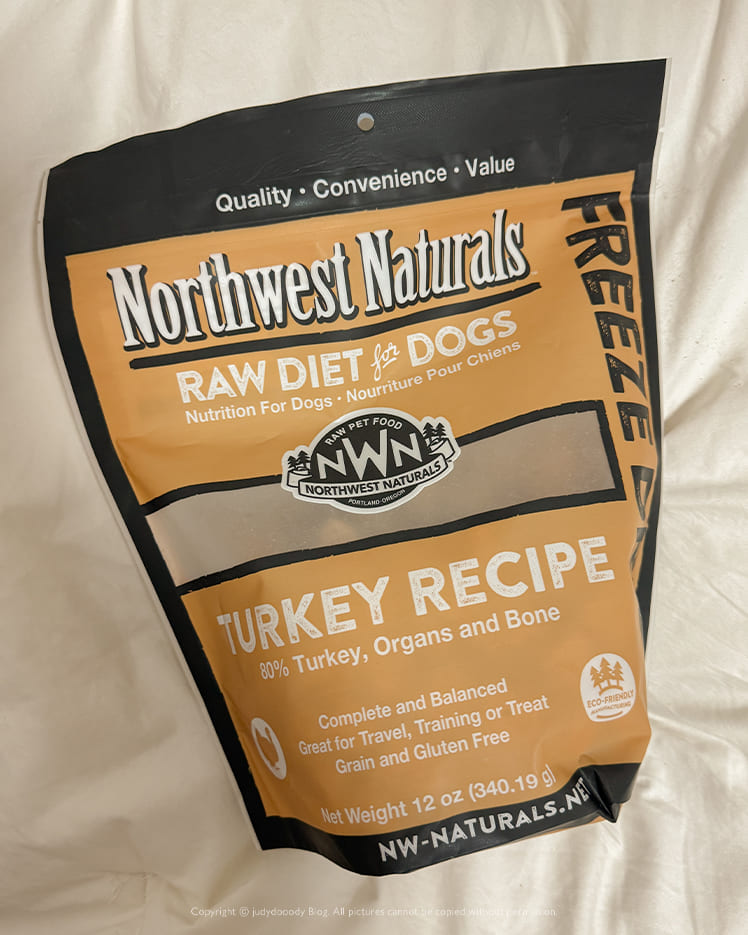 Quality • Convenience • Value
Northwest Naturals
RAW DIET for DOGS
Nutrition For Dogs • Nourriture Pour Chiens
RAW PET FOOD
NWN
NORTHWEST NATURALS
PORTLAND-OREGON
FREEZE
TURKEY RECIPE
80% Turkey, Organs and Bone
Complete and Balanced
Great for Travel, Training or Treat
Grain and Gluten Free
ECO-FRIENDLY
MANUFACTURING
Net Weight 12 oz (340.19 g)
NW-NATURALS.NET
Copyright ⓒ judydooody Blog. All pictures cannot be copied without permission.